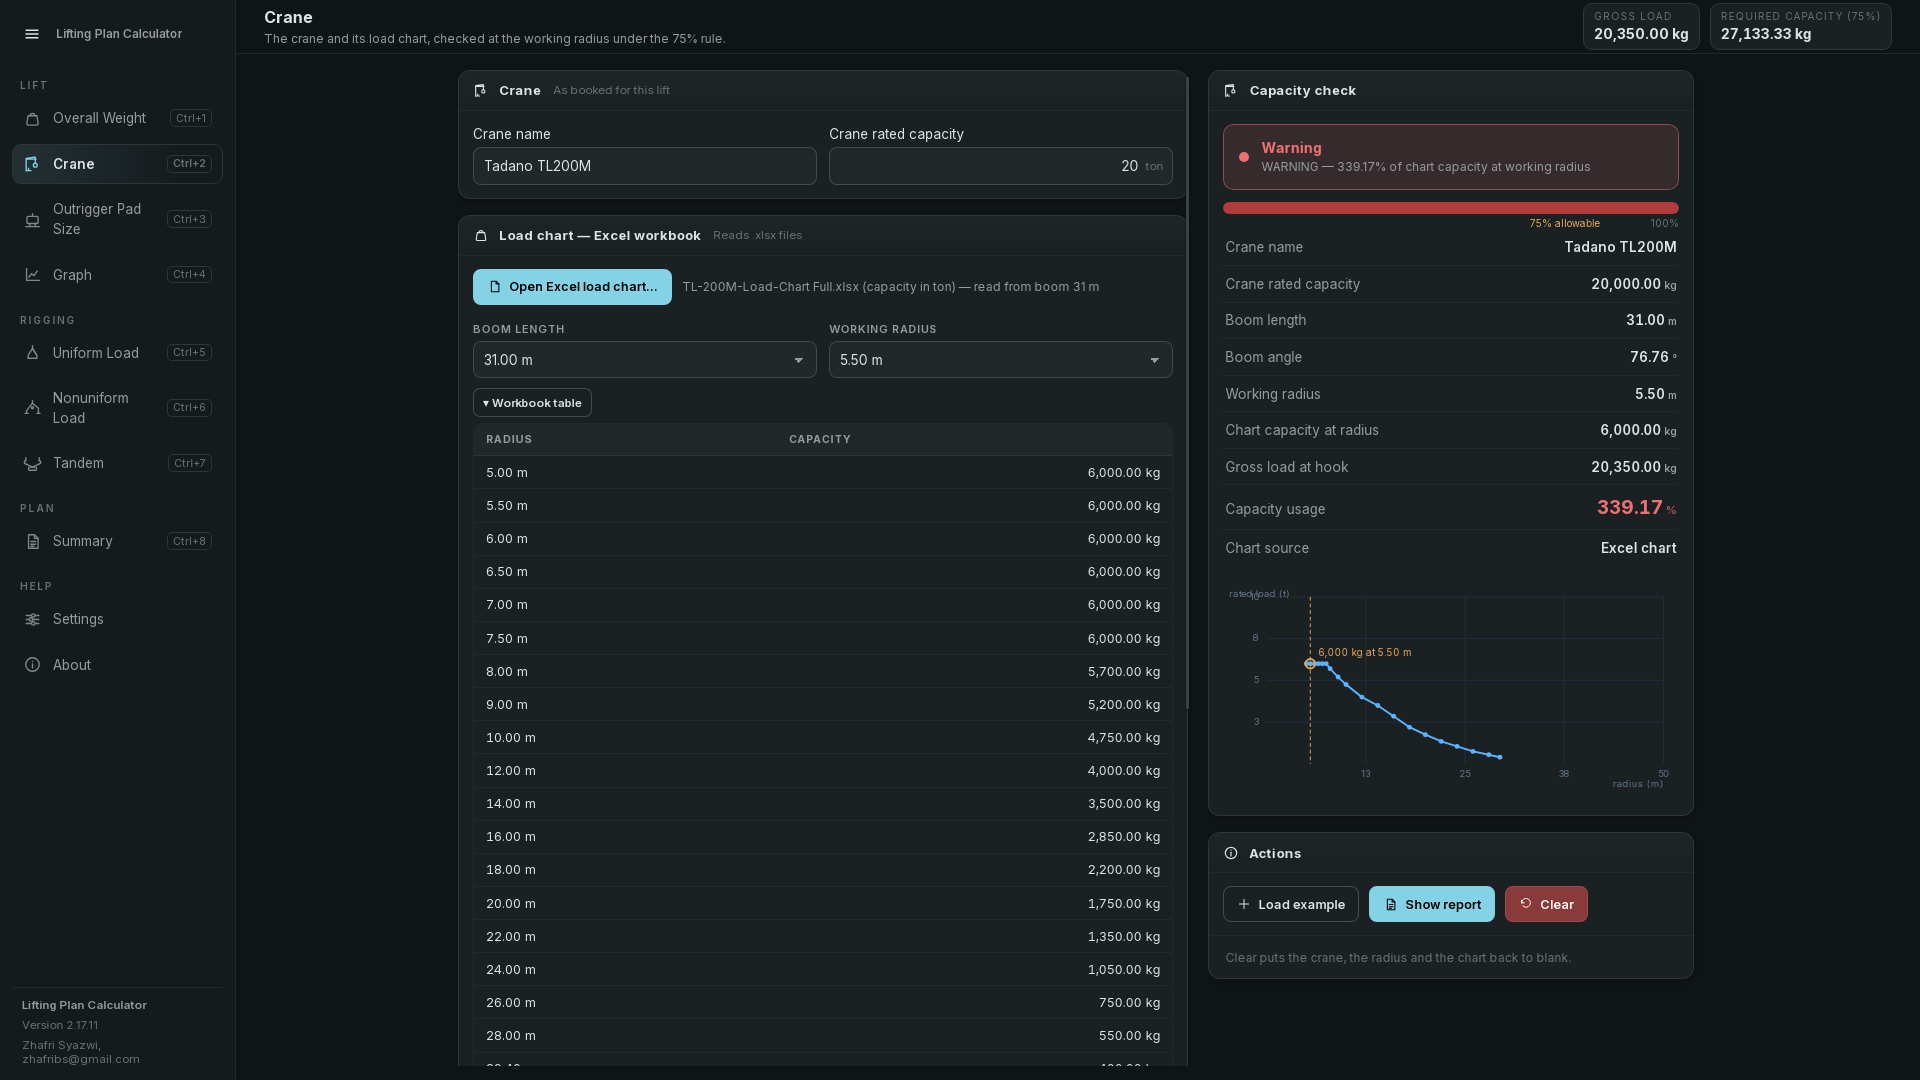 Lifting Plan Calculator
LIFT
Overall Weight Ctrl+1
Crane Ctrl+2
Outrigger Pad Size Ctrl+3
Graph Ctrl+4
RIGGING
Uniform Load Ctrl+5
Nonuniform Load Ctrl+6
Tandem Ctrl+7
PLAN
Summary Ctrl+8
HELP
Settings
About
Lifting Plan Calculator
Version 2.17.11
Zhafri Syazwi,
zhafribs@gmail.com
Crane
The crane and its load chart, checked at the working radius under the 75% rule.
GROSS LOAD
20,350.00 kg
REQUIRED CAPACITY (75%)
27,133.33 kg
Crane As booked for this lift
Crane name
Tadano TL200M
Crane rated capacity
20 ton
Load chart — Excel workbook Reads .xlsx files
Open Excel load chart... TL-200M-Load-Chart Full.xlsx (capacity in ton) — read from boom 31 m
BOOM LENGTH
31.00 m
WORKING RADIUS
5.50 m
▾ Workbook table
RADIUS CAPACITY
5.00 m 6,000.00 kg
5.50 m 6,000.00 kg
6.00 m 6,000.00 kg
6.50 m 6,000.00 kg
7.00 m 6,000.00 kg
7.50 m 6,000.00 kg
8.00 m 5,700.00 kg
9.00 m 5,200.00 kg
10.00 m 4,750.00 kg
12.00 m 4,000.00 kg
14.00 m 3,500.00 kg
16.00 m 2,850.00 kg
18.00 m 2,200.00 kg
20.00 m 1,750.00 kg
22.00 m 1,350.00 kg
24.00 m 1,050.00 kg
26.00 m 750.00 kg
28.00 m 550.00 kg
Capacity check
Warning
WARNING — 339.17% of chart capacity at working radius
75% allowable 100%
Crane name Tadano TL200M
Crane rated capacity 20,000.00 kg
Boom length 31.00 m
Boom angle 76.76 °
Working radius 5.50 m
Chart capacity at radius 6,000.00 kg
Gross load at hook 20,350.00 kg
Capacity usage 339.17 %
Chart source Excel chart
rated load (t)
10
8
6,000 kg at 5.50 m
5
3
13 25 38 50
radius (m)
Actions
Load example
Show report
Clear
Clear puts the crane, the radius and the chart back to blank.